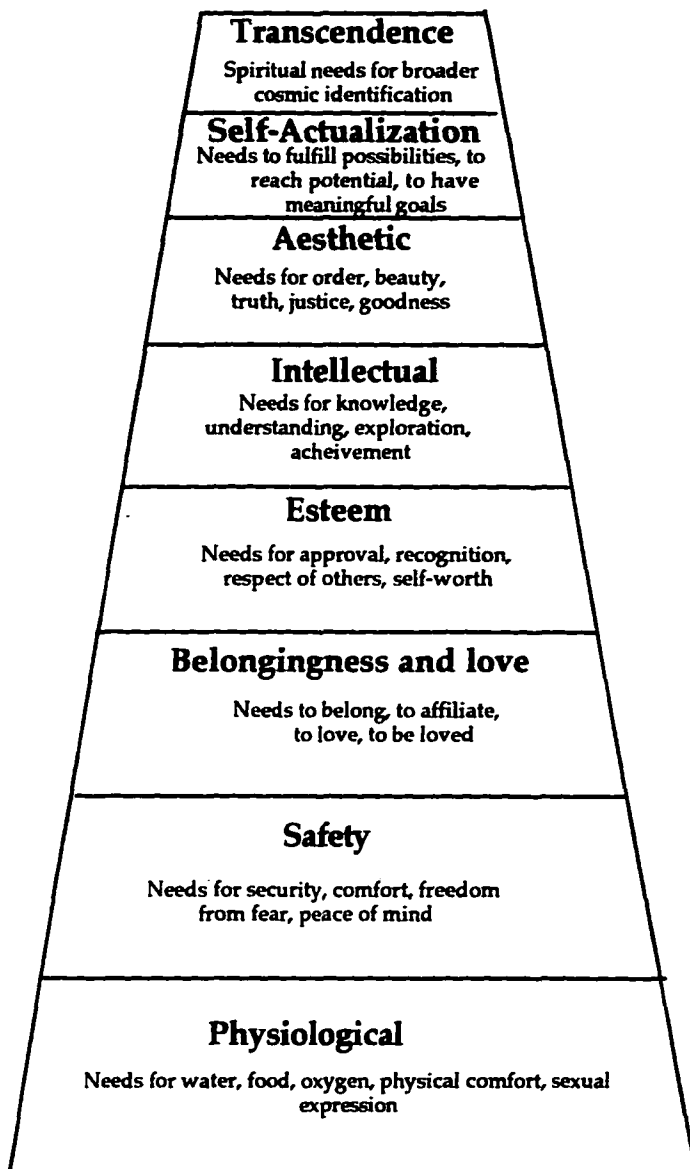 Transcendence
Spiritual needs for broader
cosmic identification
Self-Actualization
Needs to fulfill possibilities, to
reach potential, to have
meaningful goals
Aesthetic
Needs for order, beauty,
truth, justice, goodness
Intellectual
Needs for knowledge,
understanding, exploration,
acheivement
Esteem
Needs for approval, recognition,
respect of others, self-worth
Belongingness and love
Needs to belong, to affiliate,
to love, to be loved
Safety
Needs for security, comfort, freedom
from fear, peace of mind
Physiological
Needs for water, food, oxygen, physical comfort, sexual
expression